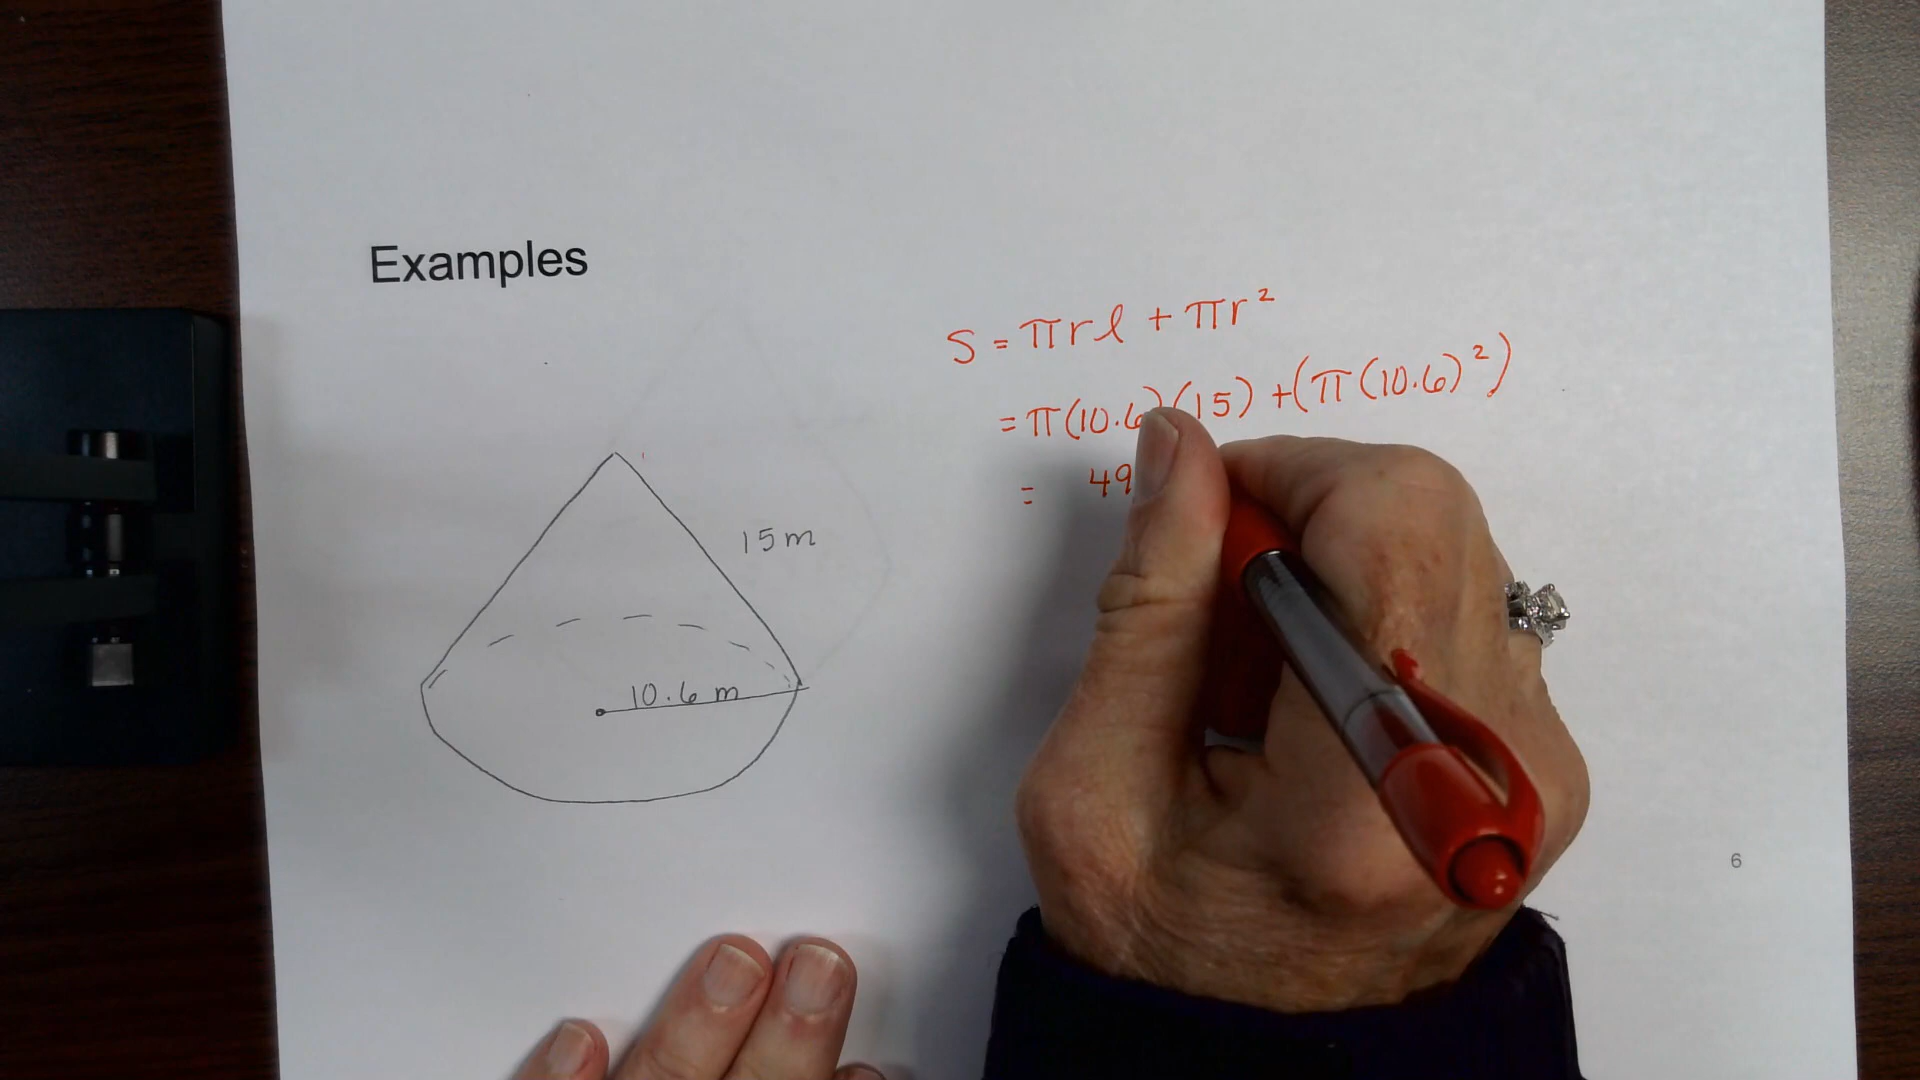 Examples
S = πrl + πr²
= π(10.6)(15) + (π(10.6)²)
= 49
15m
10.6 m
6